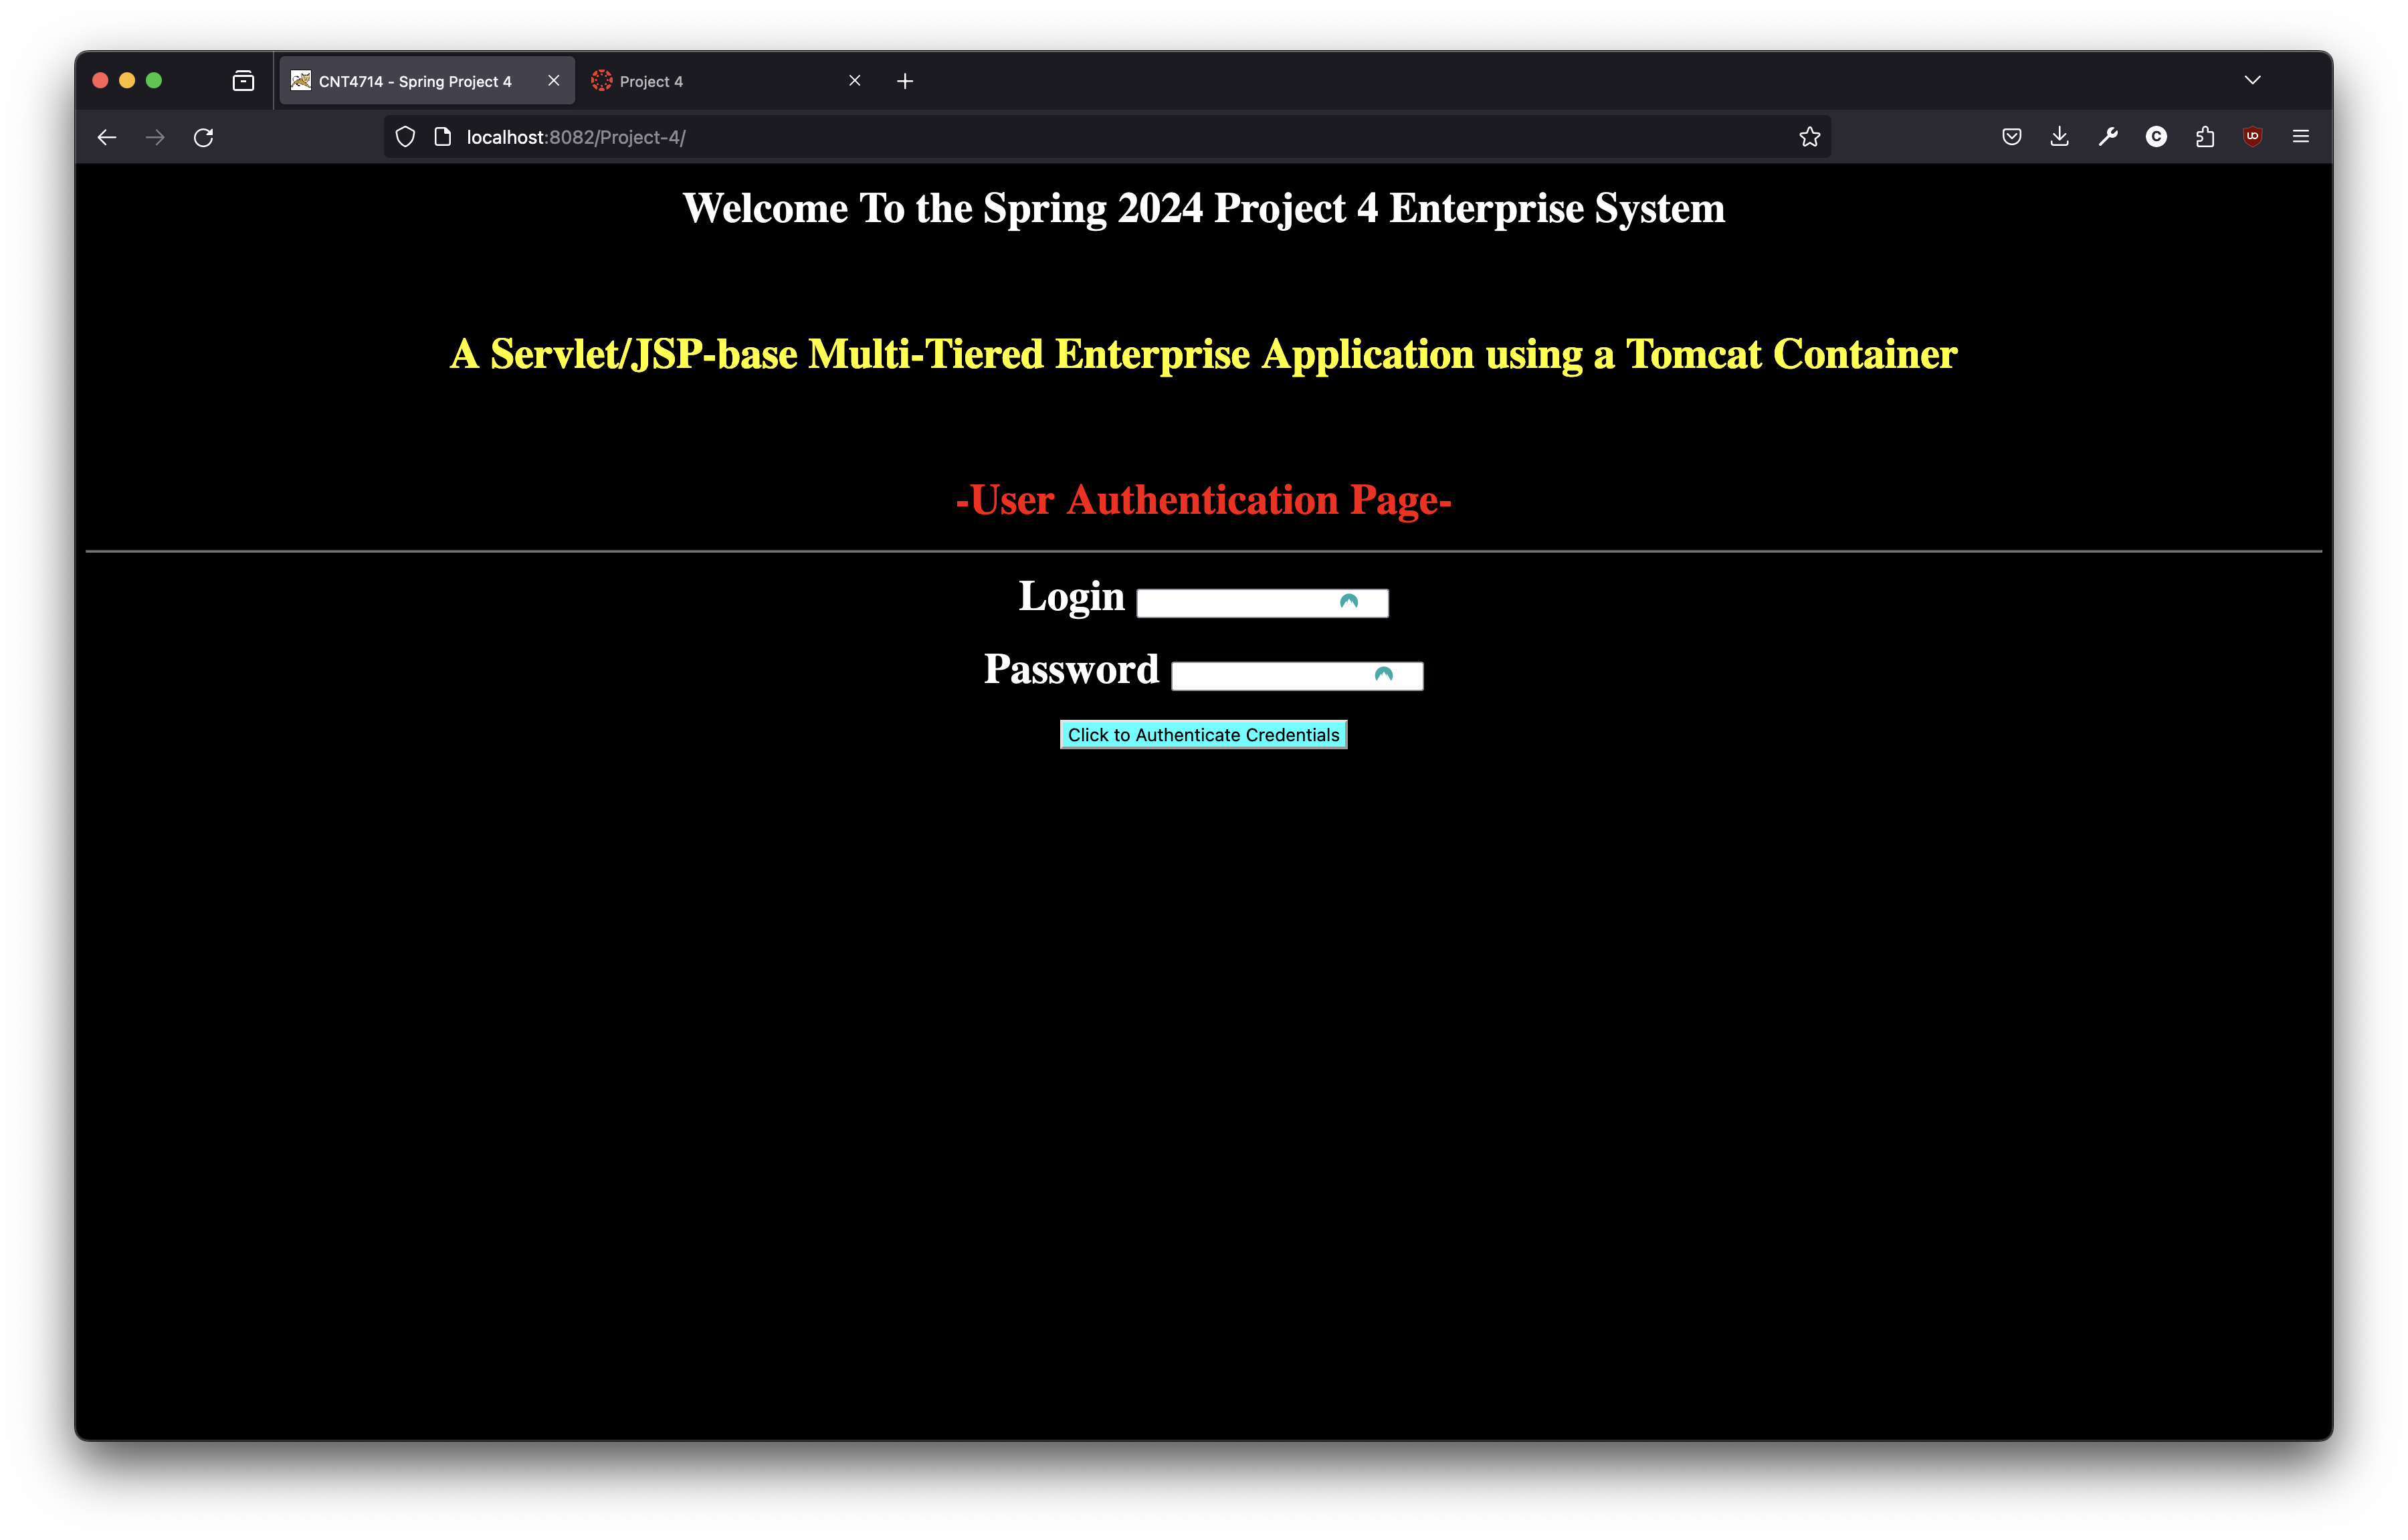 CNT4714 - Spring Project 4
Project 4
localhost:8082/Project-4/
Welcome To the Spring 2024 Project 4 Enterprise System
A Servlet/JSP-base Multi-Tiered Enterprise Application using a Tomcat Container
-User Authentication Page-
Login
Password
Click to Authenticate Credentials